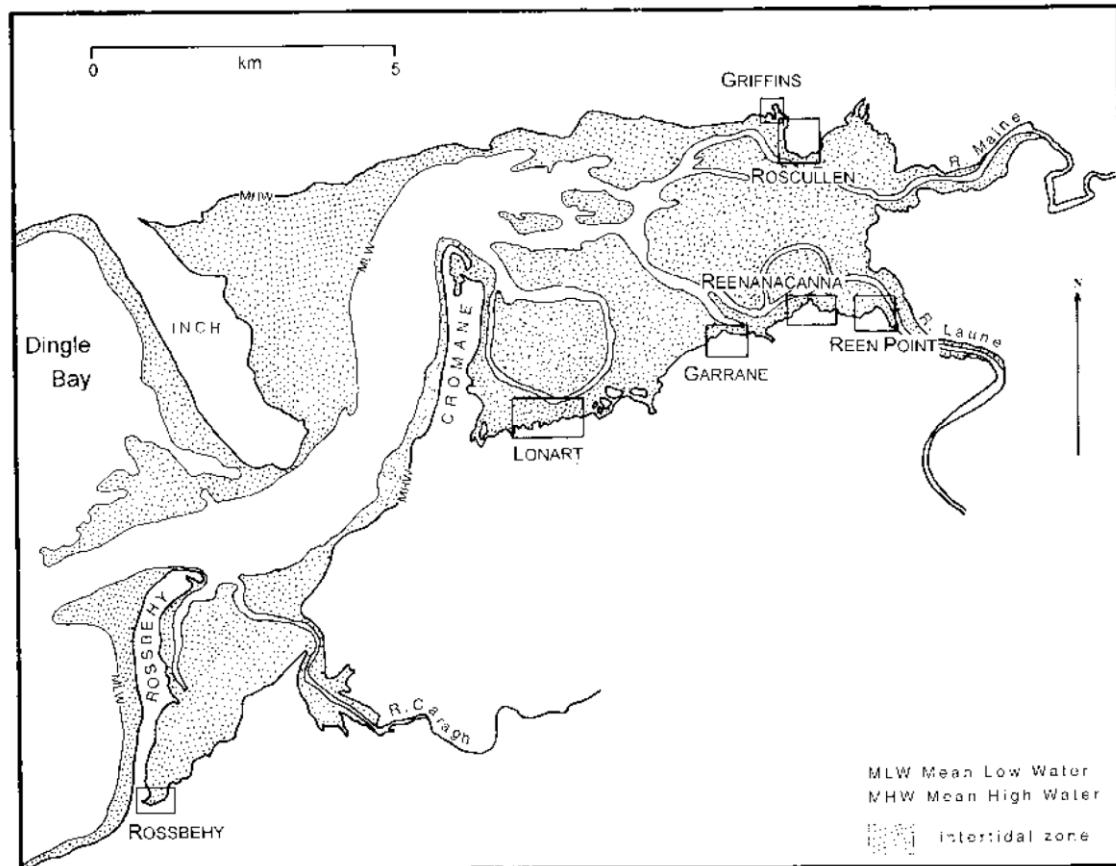 0 km 5
GRIFFINS
ROSCULLEN
R. Maine
MHW
MLW
REENANACANNA
INCH
CROMANE
Dingle
Bay
R. Laune
REEN POINT
GARRANE
N
LONART
MHW
ROSSBEHY
MLW
R. Caragh
MLW Mean Low Water
MHW Mean High Water
intertidal zone
ROSSBEHY